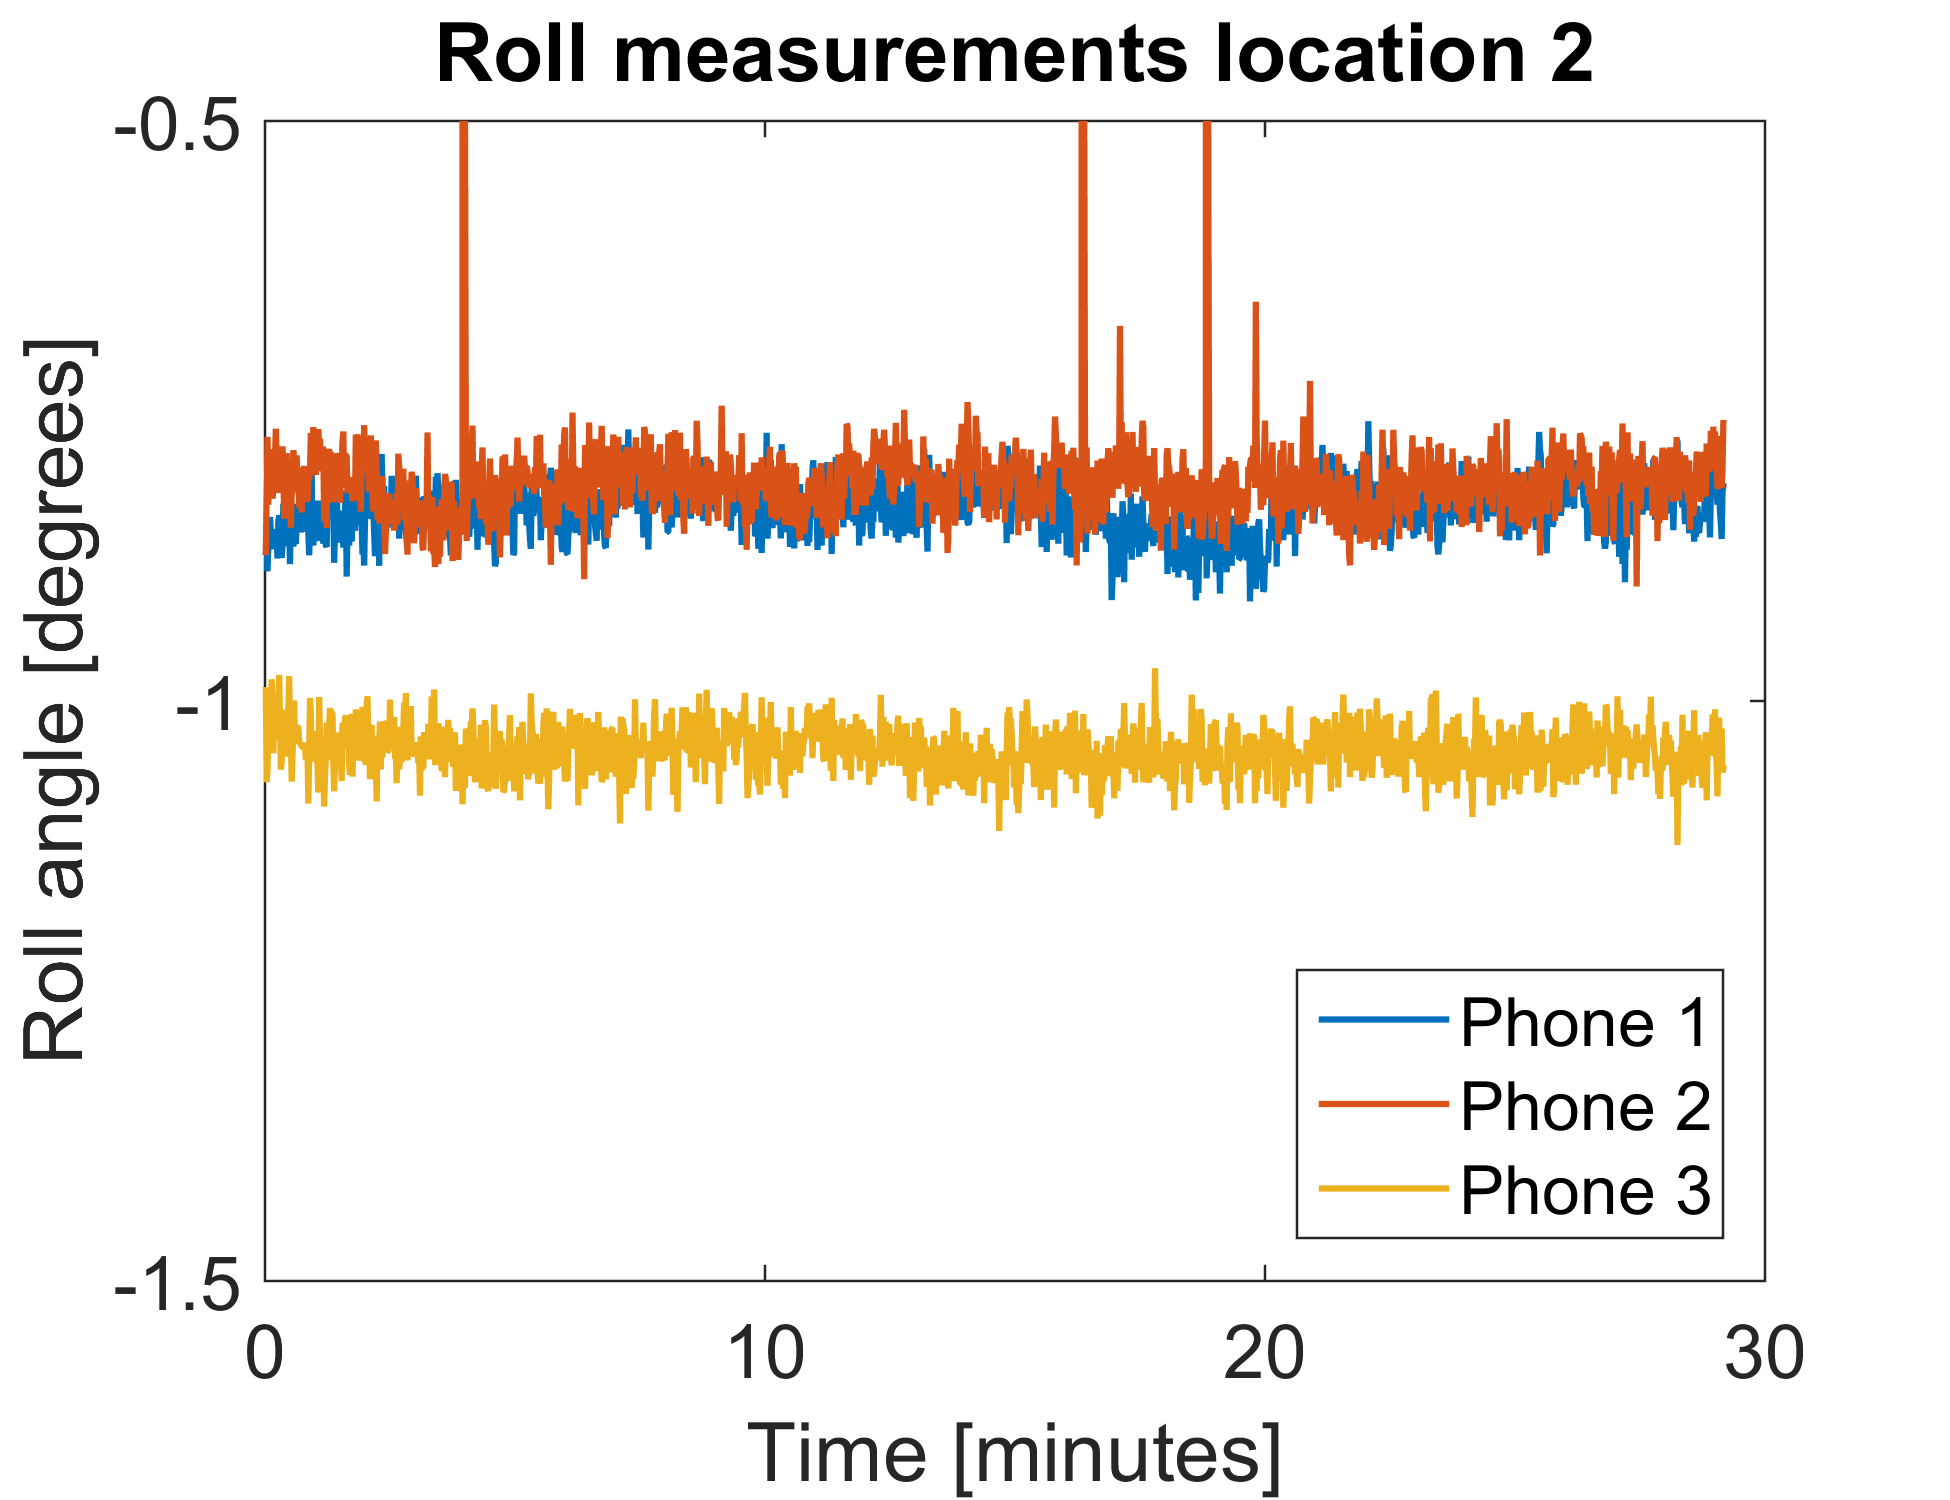 Roll measurements location 2
-0.5
-1
-1.5
Roll angle [degrees]
0 10 20 30
Time [minutes]
Phone 1
Phone 2
Phone 3